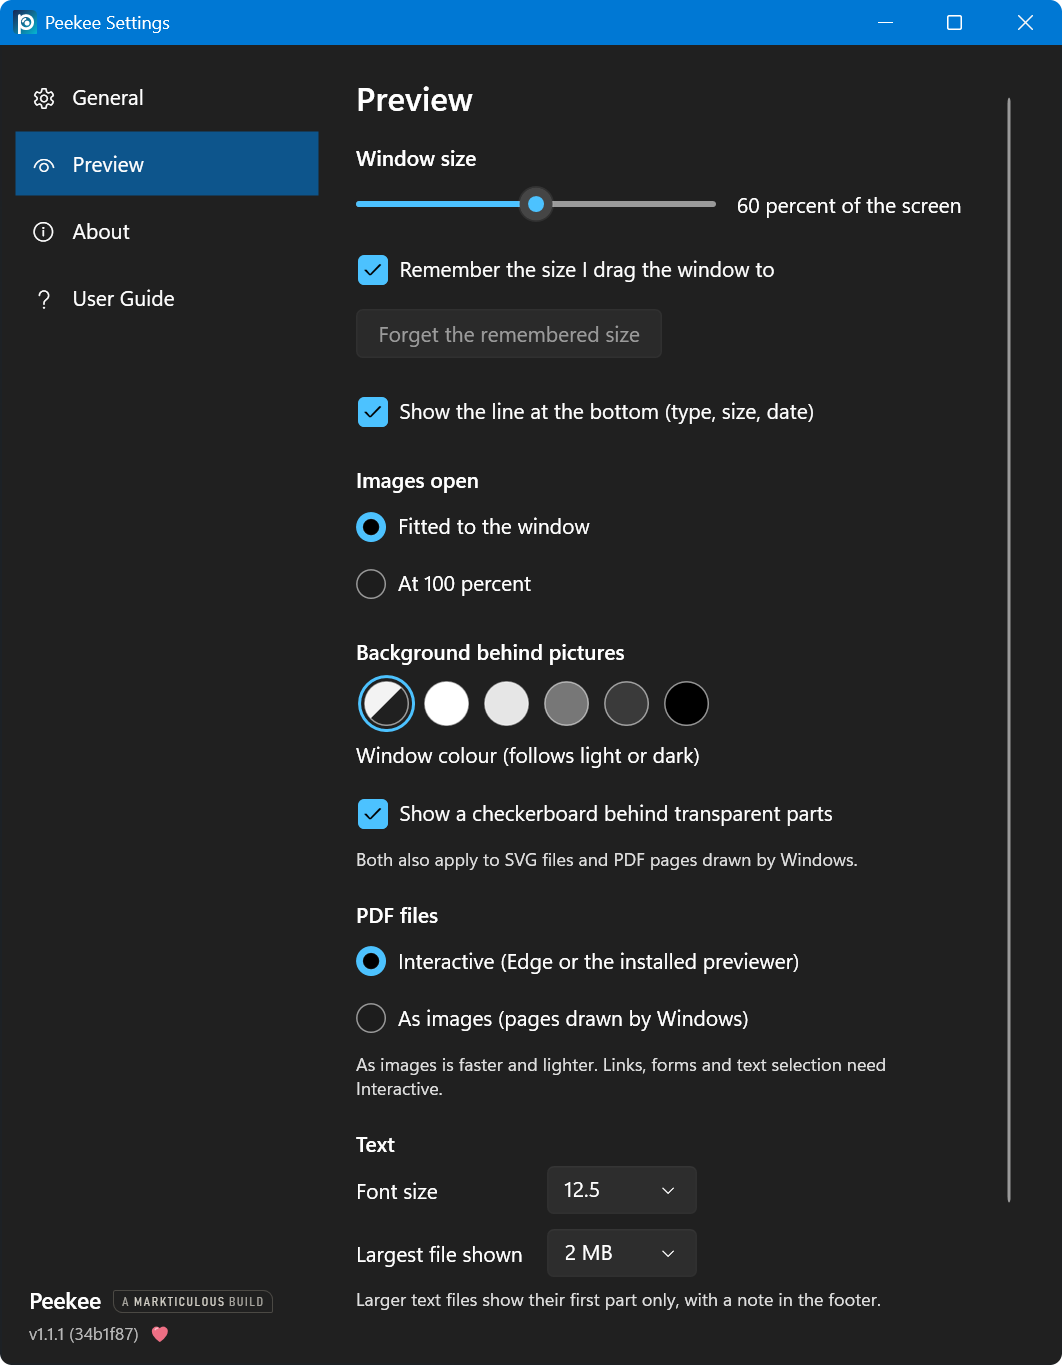 Peekee Settings
General
Preview
About
User Guide
Preview
Window size
60 percent of the screen
Remember the size I drag the window to
Forget the remembered size
Show the line at the bottom (type, size, date)
Images open
Fitted to the window
At 100 percent
Background behind pictures
Window colour (follows light or dark)
Show a checkerboard behind transparent parts
Both also apply to SVG files and PDF pages drawn by Windows.
PDF files
Interactive (Edge or the installed previewer)
As images (pages drawn by Windows)
As images is faster and lighter. Links, forms and text selection need
Interactive.
Text
Font size 12.5
Largest file shown 2 MB
Larger text files show their first part only, with a note in the footer.
Peekee A MARKTICULOUS BUILD
v1.1.1 (34b1f87)